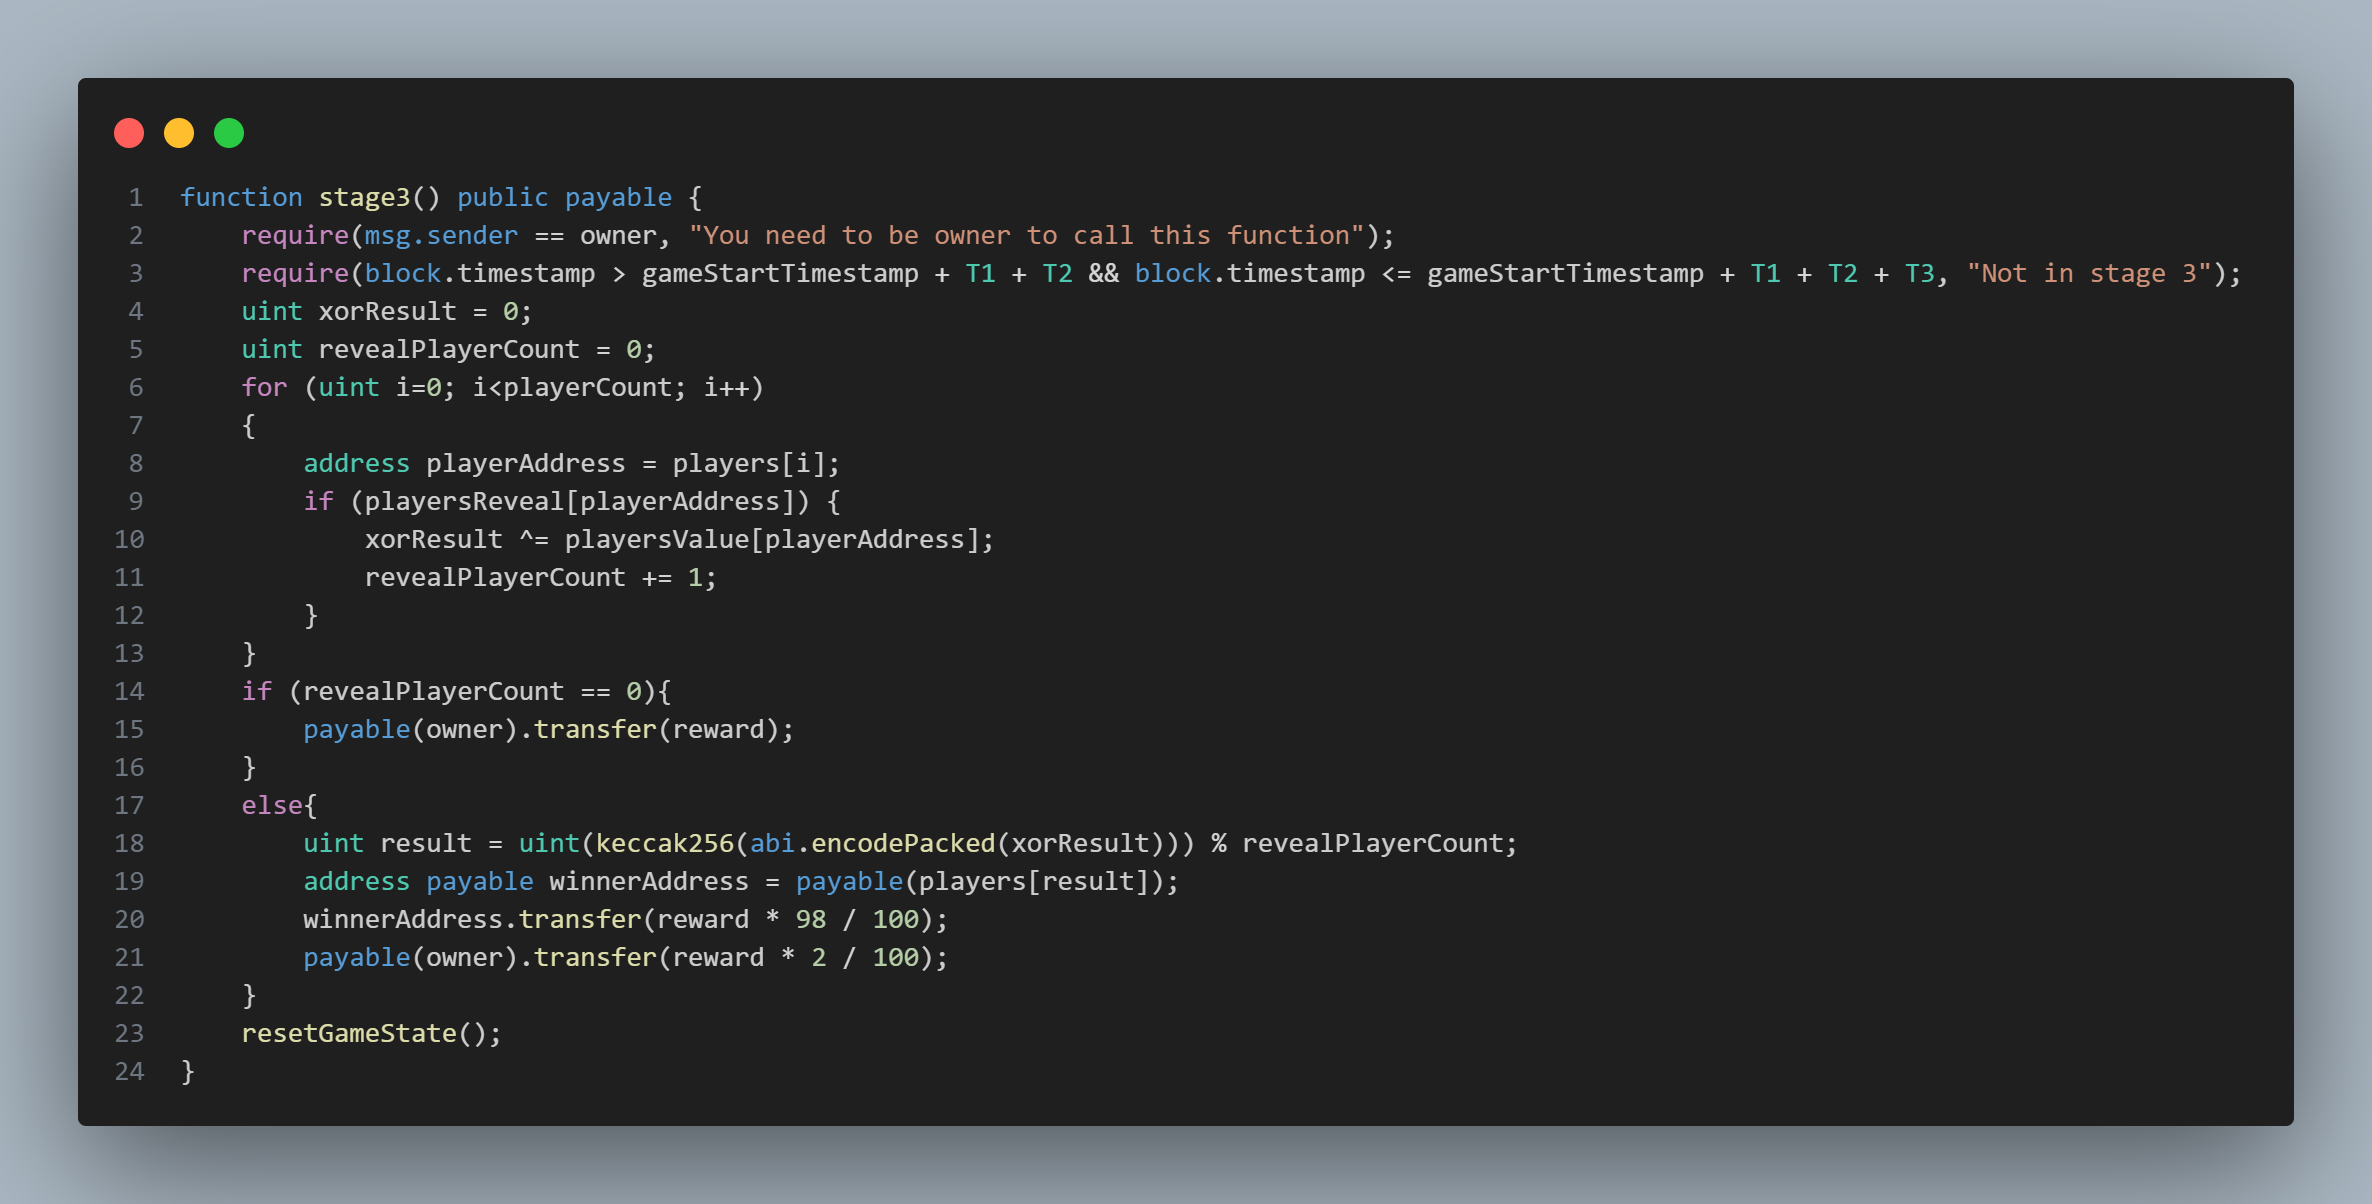 1 function stage3() public payable {
2     require(msg.sender == owner, "You need to be owner to call this function");
3     require(block.timestamp > gameStartTimestamp + T1 + T2 && block.timestamp <= gameStartTimestamp + T1 + T2 + T3, "Not in stage 3");
4     uint xorResult = 0;
5     uint revealPlayerCount = 0;
6     for (uint i=0; i<playerCount; i++)
7     {
8         address playerAddress = players[i];
9         if (playersReveal[playerAddress]) {
10             xorResult ^= playersValue[playerAddress];
11             revealPlayerCount += 1;
12         }
13     }
14     if (revealPlayerCount == 0){
15         payable(owner).transfer(reward);
16     }
17     else{
18         uint result = uint(keccak256(abi.encodePacked(xorResult))) % revealPlayerCount;
19         address payable winnerAddress = payable(players[result]);
20         winnerAddress.transfer(reward * 98 / 100);
21         payable(owner).transfer(reward * 2 / 100);
22     }
23     resetGameState();
24 }